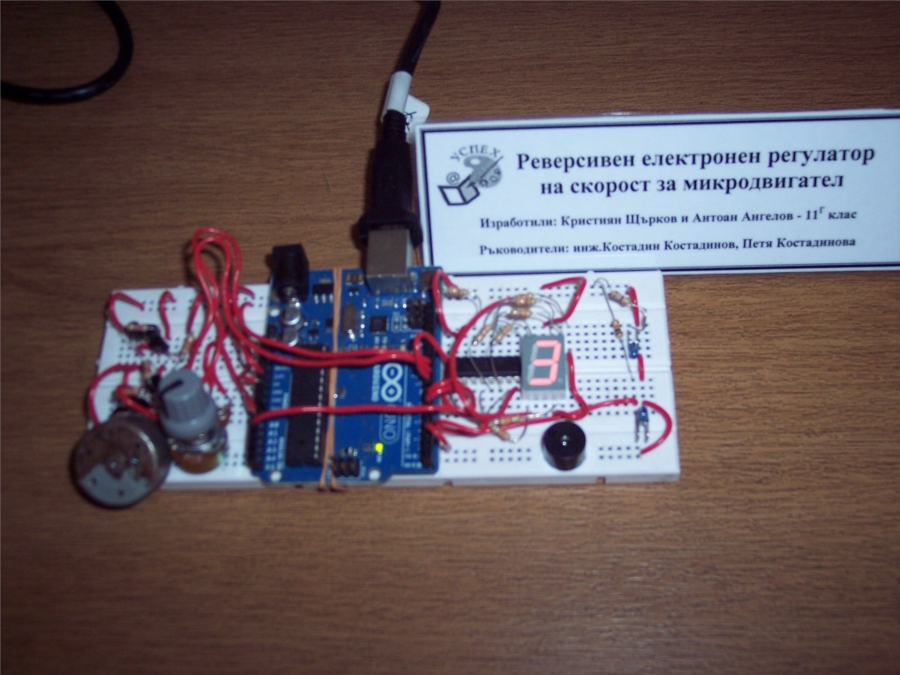 УСПЕХ
@
Реверсивен електронен регулатор
на скорост за микродвигател
Изработили: Кристиян Щърков и Антоан Ангелов - 11г клас
Ръководители: инж.Костадин Костадинов, Петя Костадинова
3
UNO